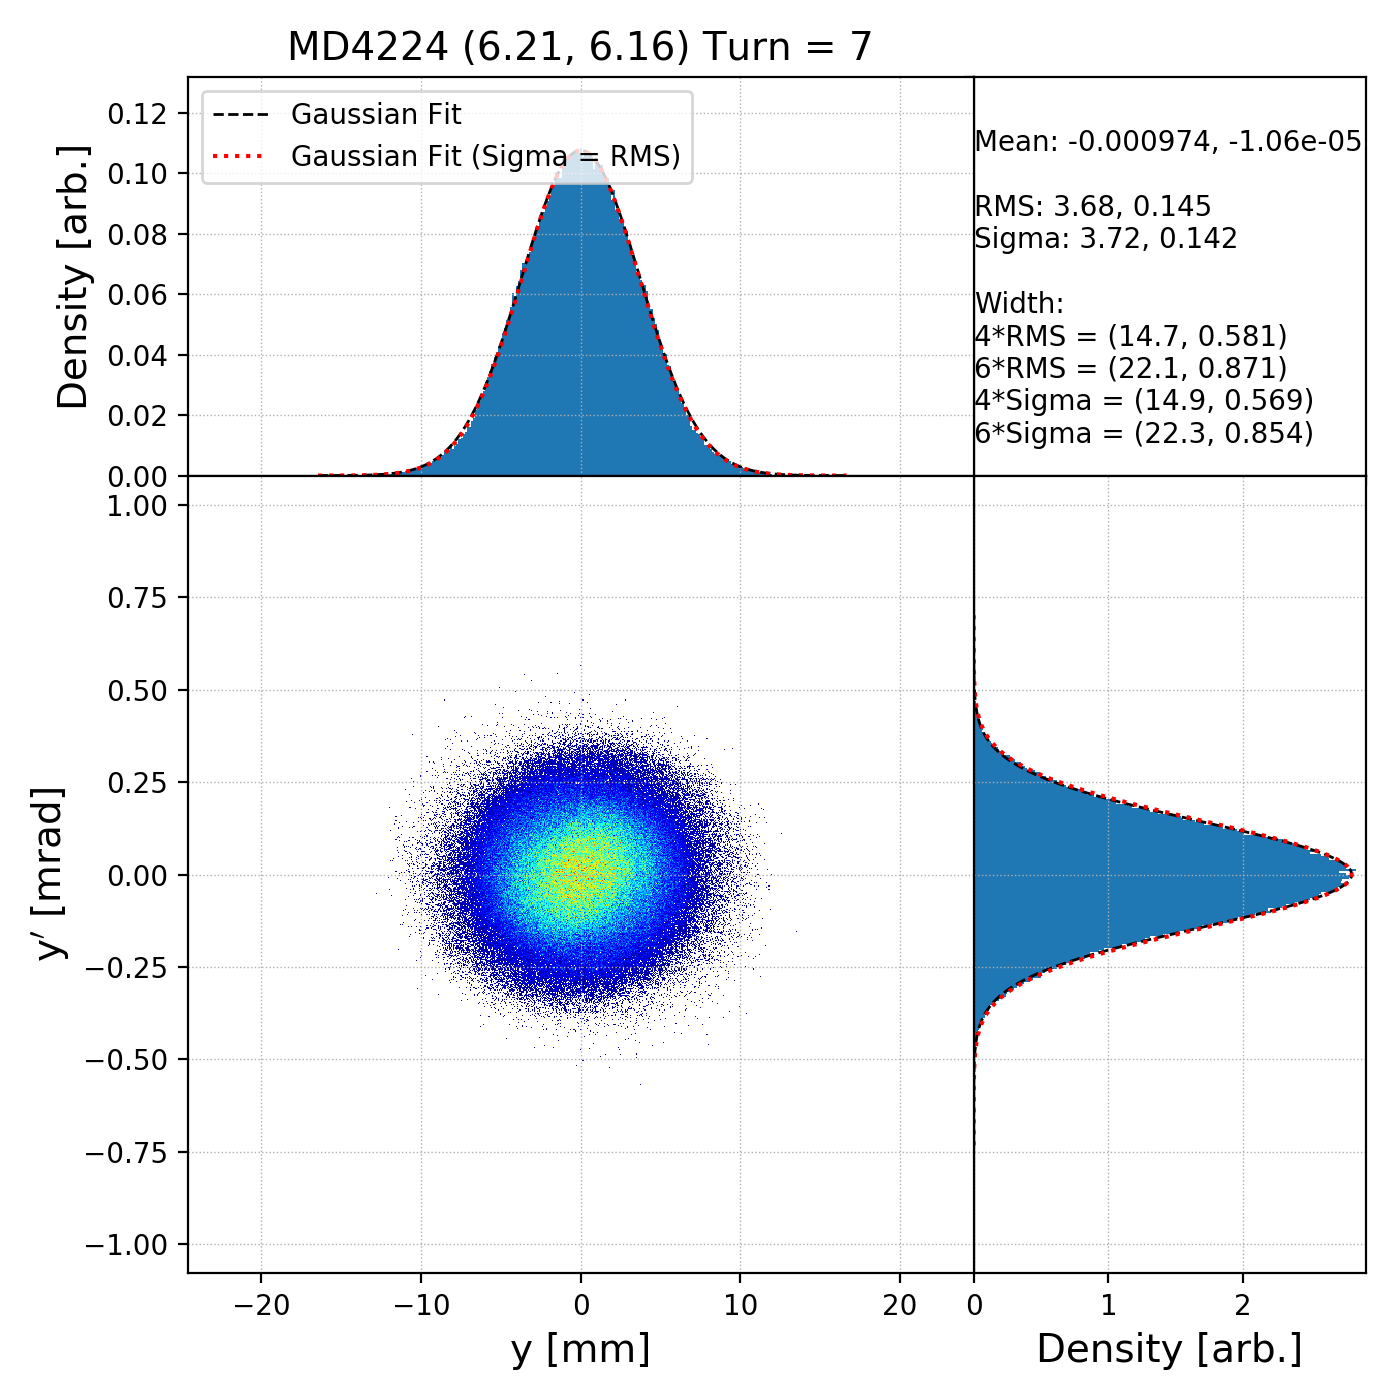 MD4224 (6.21, 6.16) Turn = 7
Gaussian Fit
Gaussian Fit (Sigma = RMS)
Density [arb.]
0.12
0.10
0.08
0.06
0.04
0.02
0.00
Mean: -0.000974, -1.06e-05
RMS: 3.68, 0.145
Sigma: 3.72, 0.142
Width:
4*RMS = (14.7, 0.581)
6*RMS = (22.1, 0.871)
4*Sigma = (14.9, 0.569)
6*Sigma = (22.3, 0.854)
y′ [mrad]
1.00
0.75
0.50
0.25
0.00
−0.25
−0.50
−0.75
−1.00
−20 −10 0 10 20
y [mm]
0 1 2
Density [arb.]